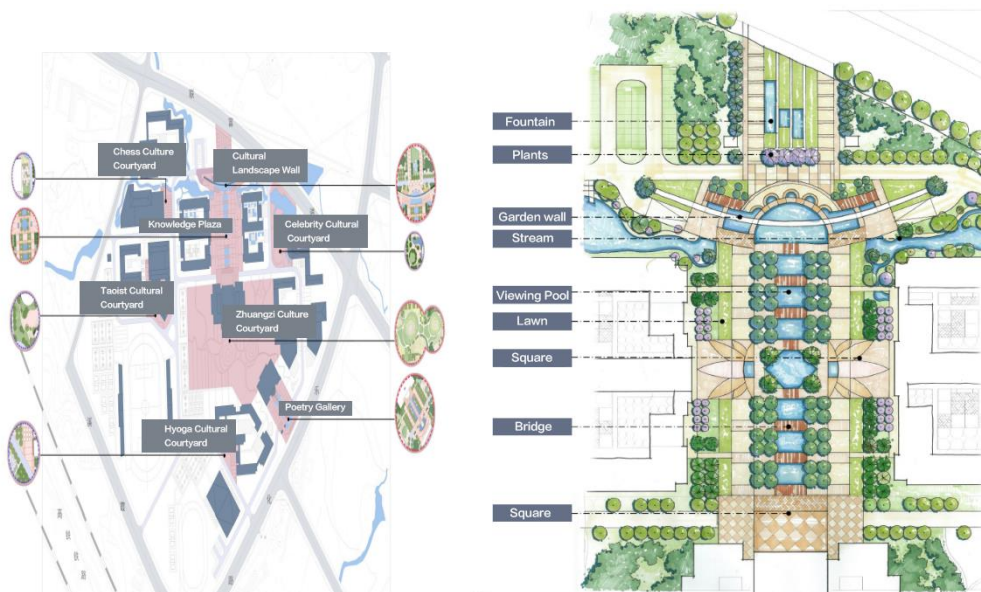 Chess Culture
Courtyard
Cultural
Landscape Wall
Knowledge Plaza
Celebrity Cultural
Courtyard
Taoist Cultural
Courtyard
Zhuangzi Culture
Courtyard
Poetry Gallery
Hyoga Cultural
Courtyard
Fountain
Plants
Garden wall
Stream
Viewing Pool
Lawn
Square
Bridge
Square